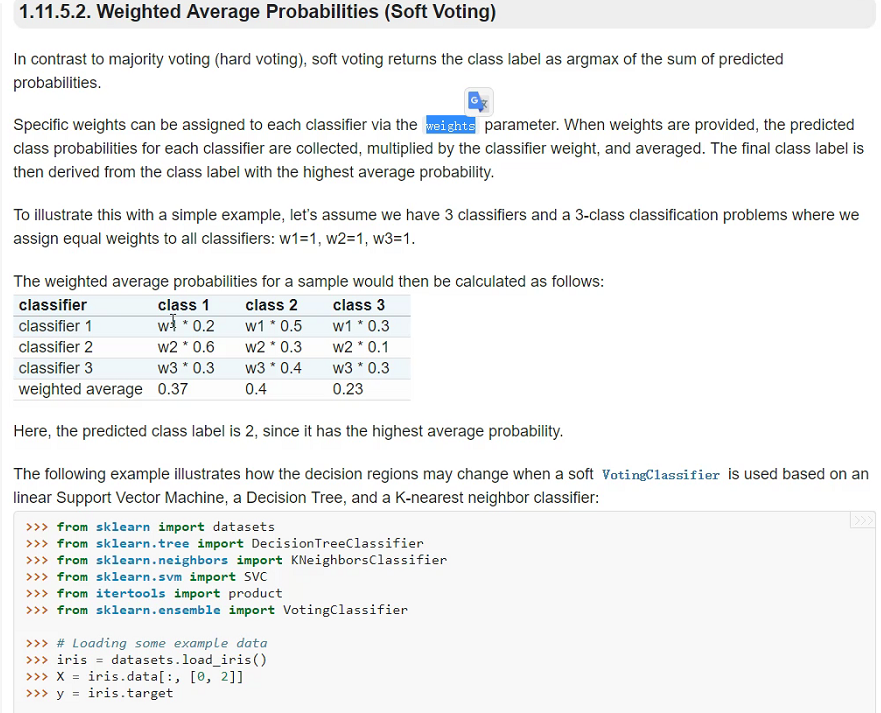 1.11.5.2. Weighted Average Probabilities (Soft Voting)
In contrast to majority voting (hard voting), soft voting returns the class label as argmax of the sum of predicted
probabilities.
Specific weights can be assigned to each classifier via the weights parameter. When weights are provided, the predicted
class probabilities for each classifier are collected, multiplied by the classifier weight, and averaged. The final class label is
then derived from the class label with the highest average probability.
To illustrate this with a simple example, let's assume we have 3 classifiers and a 3-class classification problems where we
assign equal weights to all classifiers: w1=1, w2=1, w3=1.
The weighted average probabilities for a sample would then be calculated as follows:
classifier class 1 class 2 class 3
classifier 1 w1 * 0.2 w1 * 0.5 w1 * 0.3
classifier 2 w2 * 0.6 w2 * 0.3 w2 * 0.1
classifier 3 w3 * 0.3 w3 * 0.4 w3 * 0.3
weighted average 0.37 0.4 0.23
Here, the predicted class label is 2, since it has the highest average probability.
The following example illustrates how the decision regions may change when a soft VotingClassifier is used based on an
linear Support Vector Machine, a Decision Tree, and a K-nearest neighbor classifier:
>>>
>>> from sklearn import datasets
>>> from sklearn.tree import DecisionTreeClassifier
>>> from sklearn.neighbors import KNeighborsClassifier
>>> from sklearn.svm import SVC
>>> from itertools import product
>>> from sklearn.ensemble import VotingClassifier
>>> # Loading some example data
>>> iris = datasets.load_iris()
>>> X = iris.data[:, [0, 2]]
>>> y = iris.target